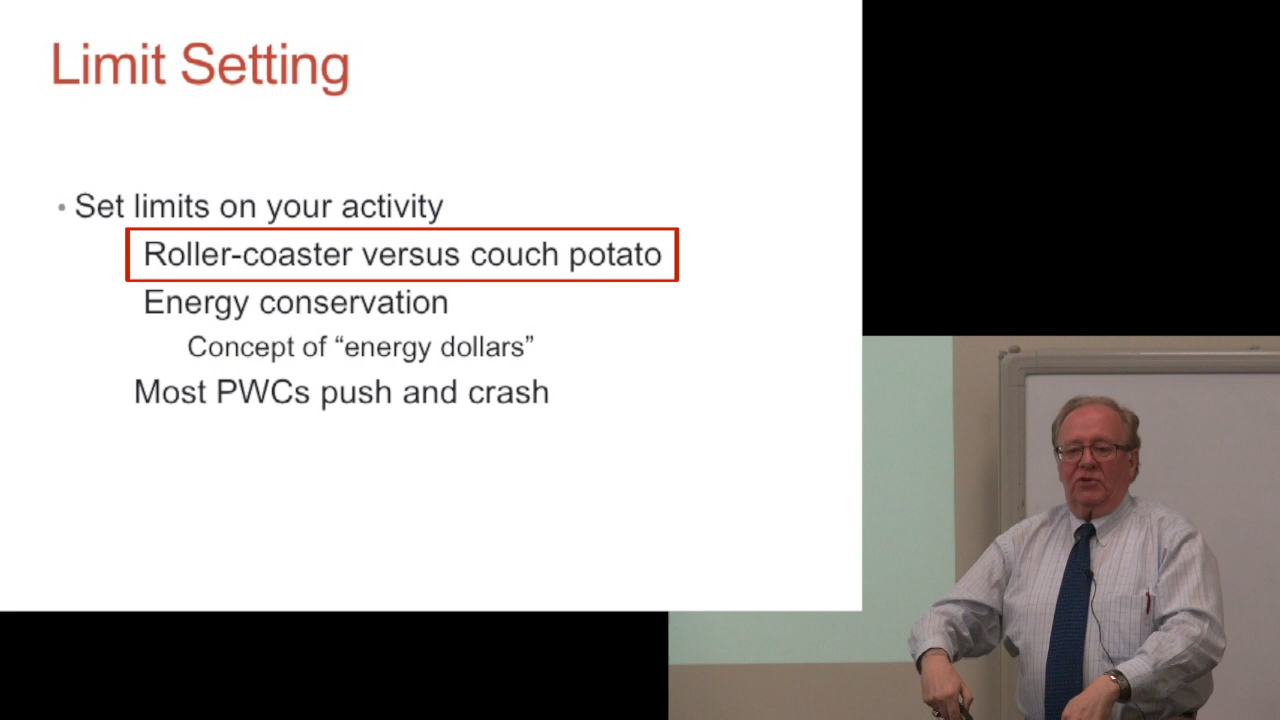 Limit Setting
• Set limits on your activity
Roller-coaster versus couch potato
Energy conservation
Concept of “energy dollars”
Most PWCs push and crash